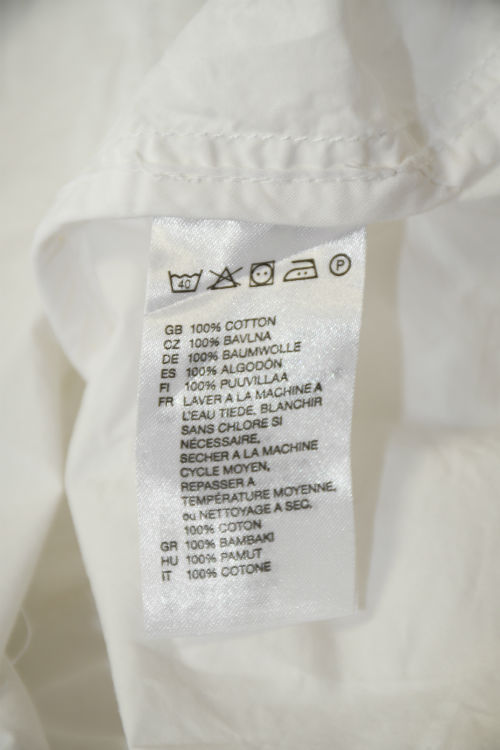 40 P
GB 100% COTTON
CZ 100% BAVLNA
DE 100% BAUMWOLLE
ES 100% ALGODÓN
FI 100% PUUVILLAA
FR LAVER A LA MACHINE A
L'EAU TIEDE, BLANCHIR
SANS CHLORE SI
NÉCESSAIRE,
SECHER A LA MACHINE
CYCLE MOYEN,
REPASSER A
TEMPÉRATURE MOYENNE,
ou NETTOYAGE A SEC,
100% COTON
GR 100% BAMBAKI
HU 100% PAMUT
IT 100% COTONE